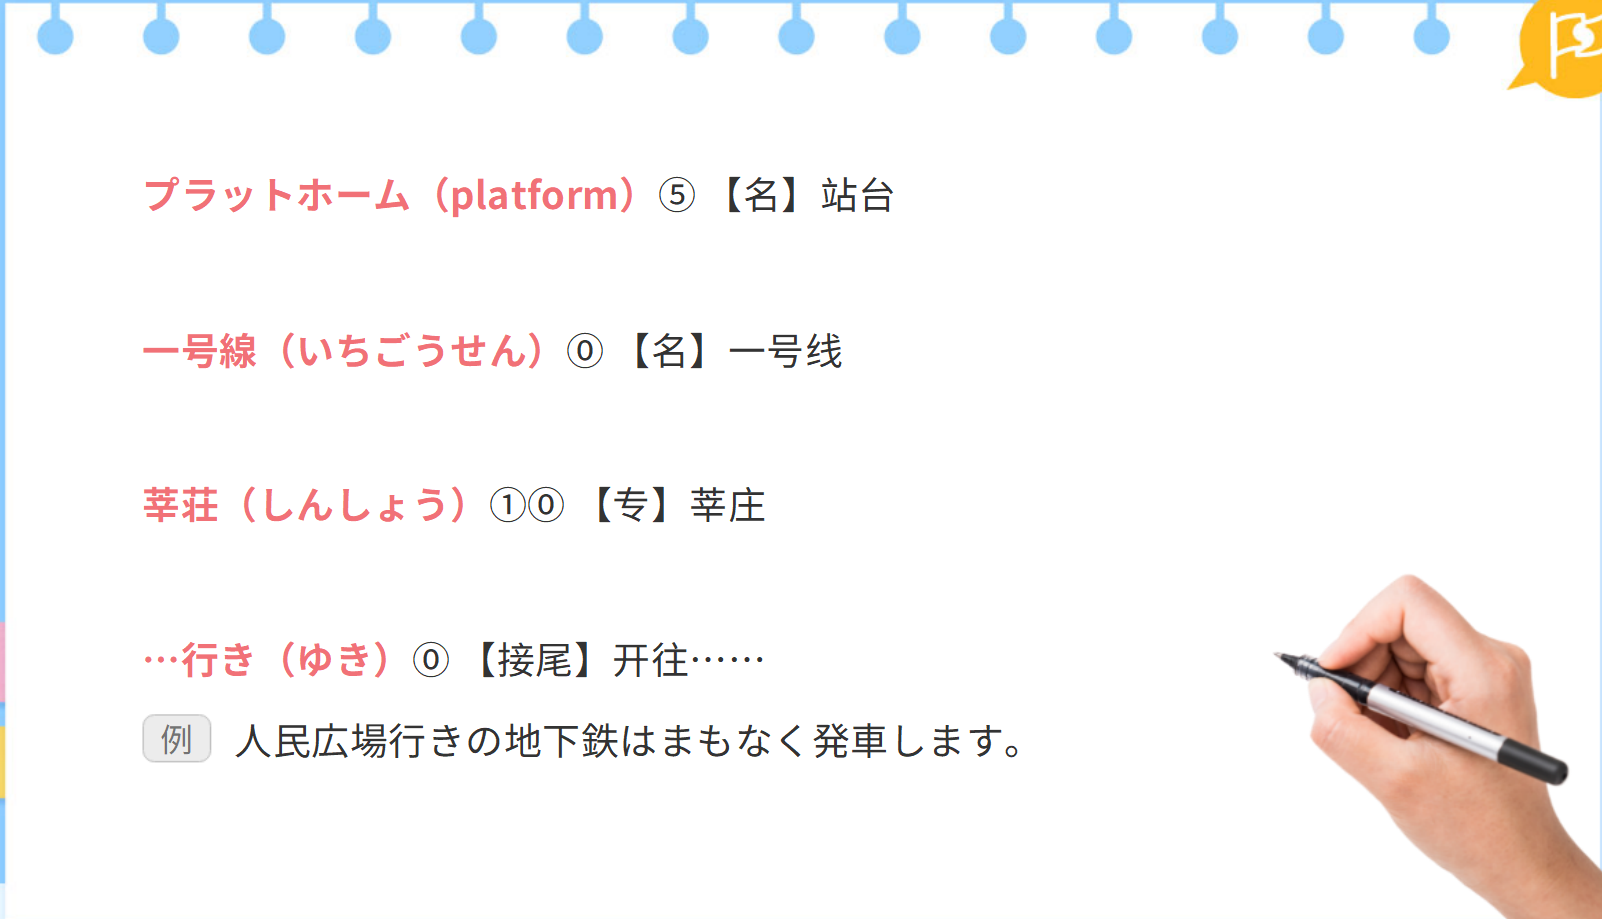 プラットホーム（platform）⑤ 【名】站台
一号線（いちごうせん）⓪ 【名】一号线
莘荘（しんしょう）①⓪ 【专】莘庄
…行き（ゆき）⓪ 【接尾】开往……
例 人民広場行きの地下鉄はまもなく発車します。